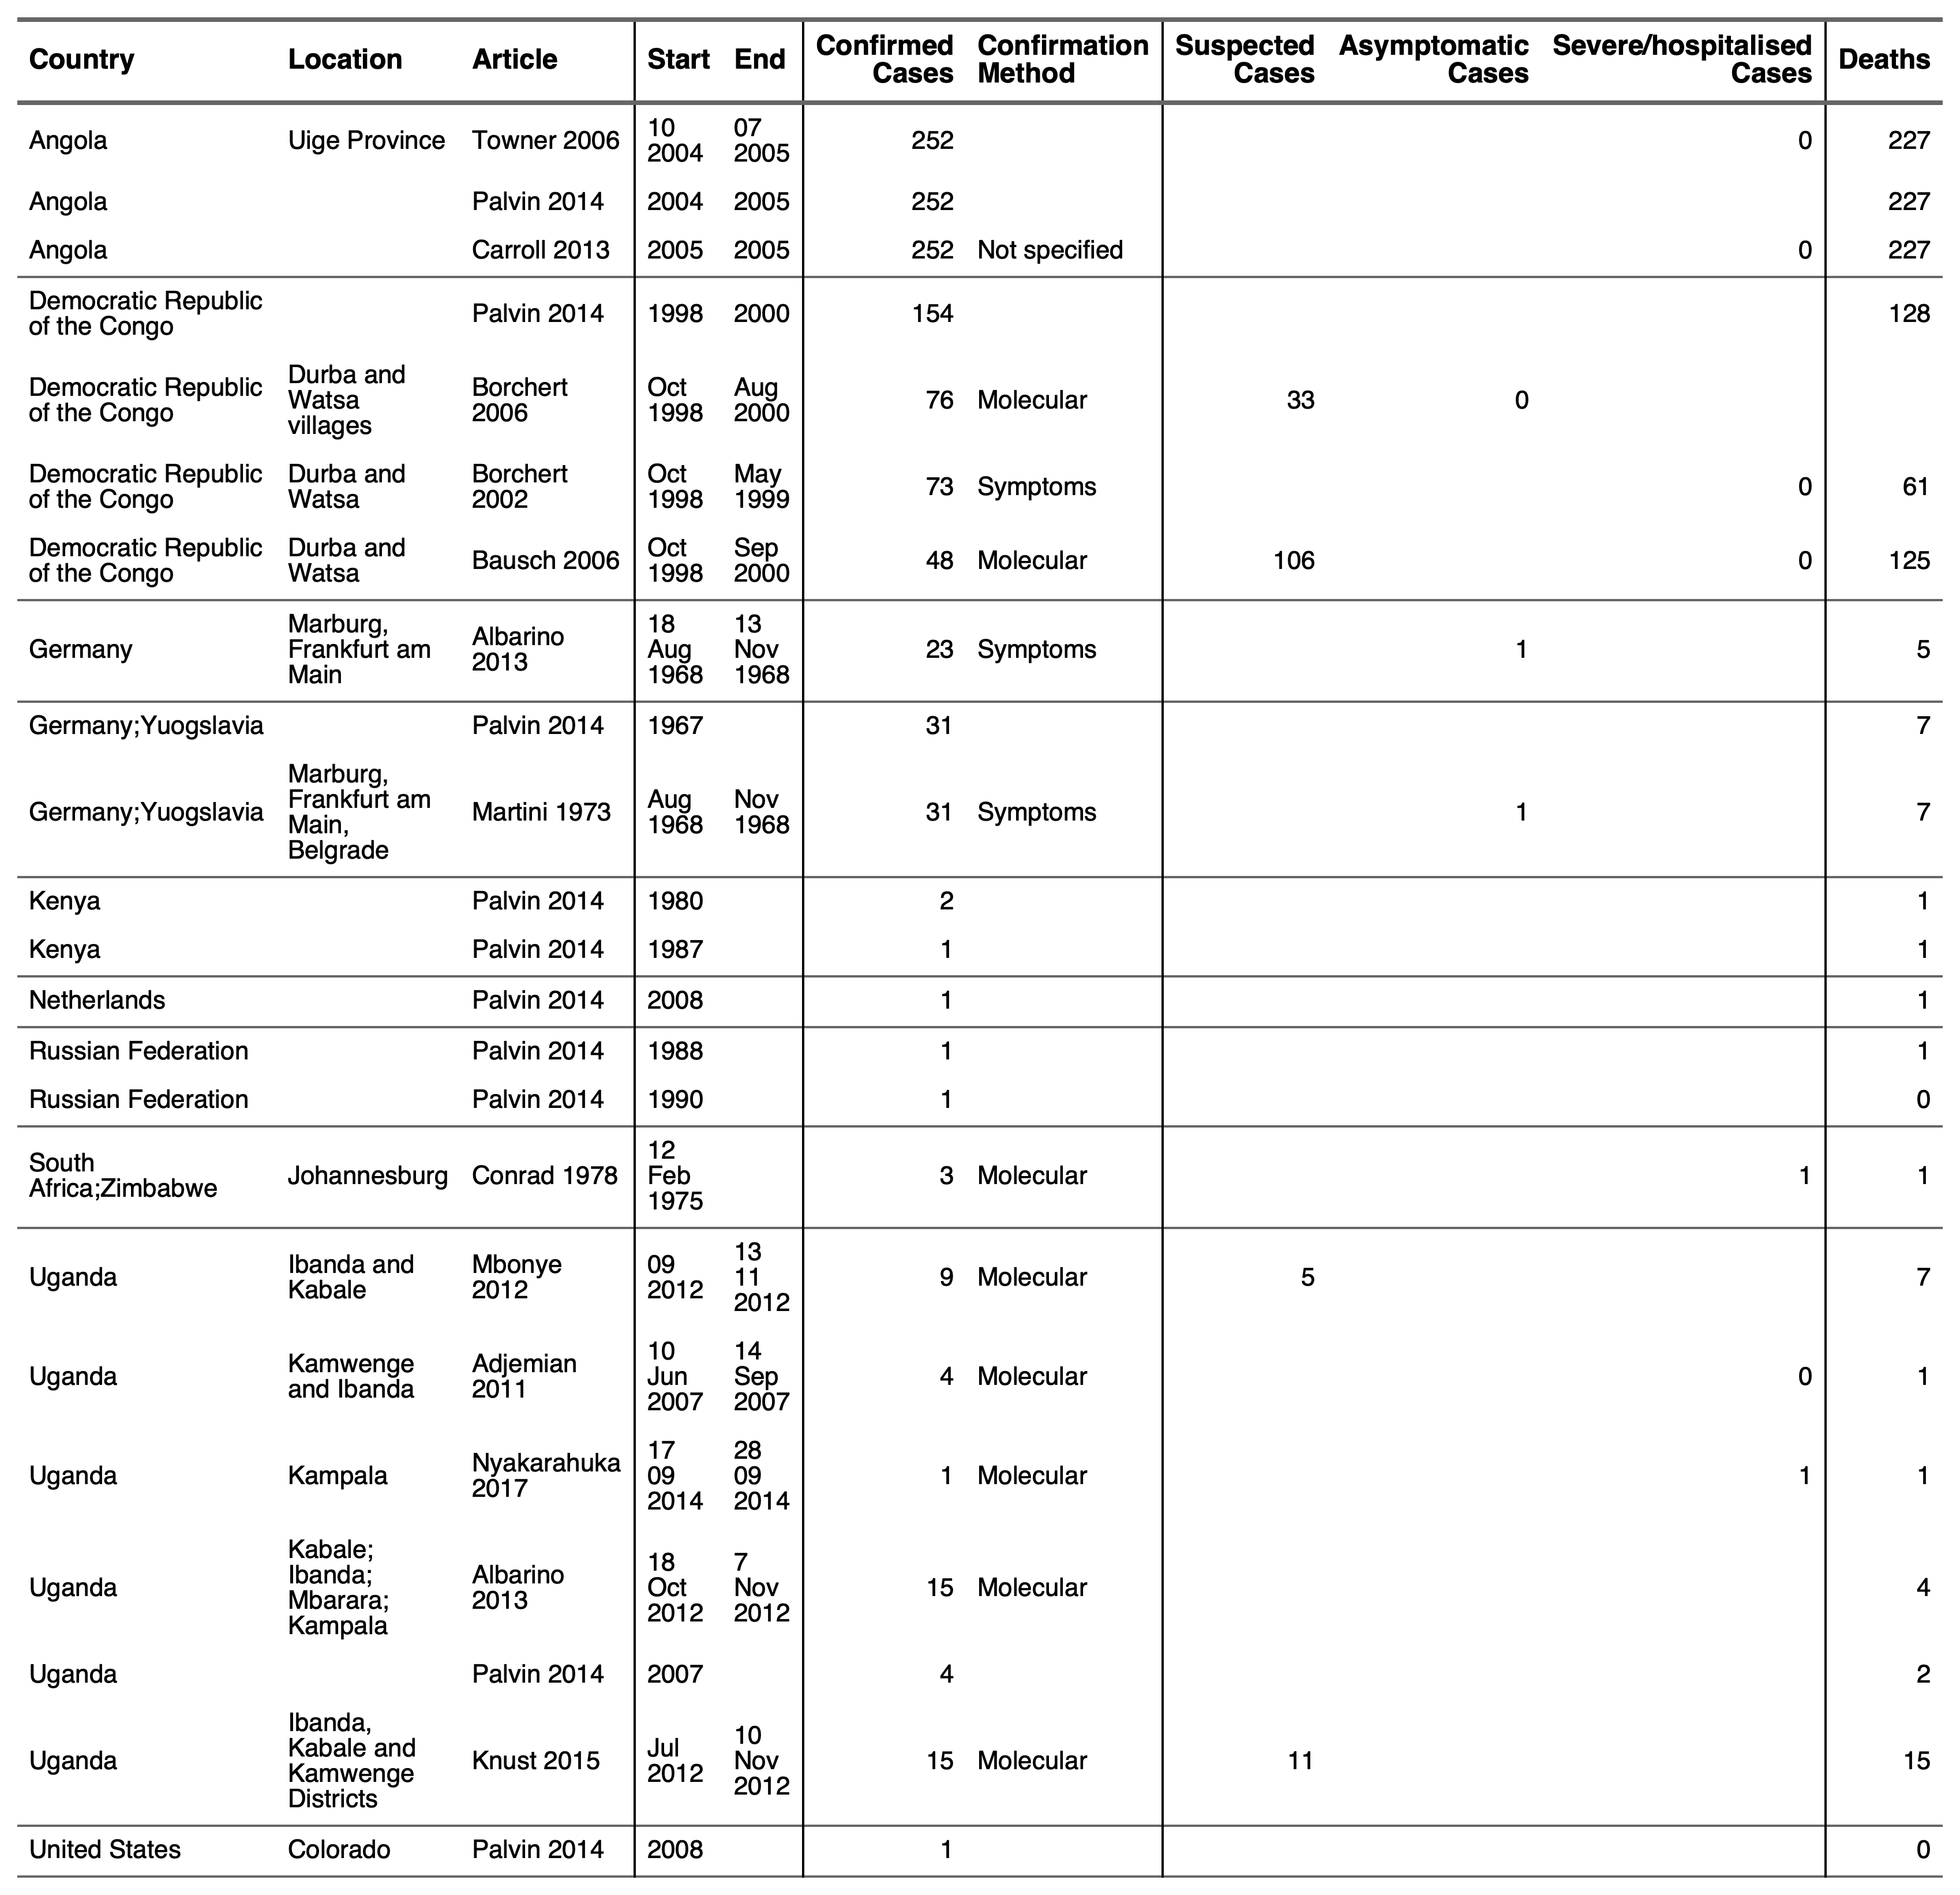 Country Location Article Start End Confirmed Cases Confirmation Method Suspected Cases Asymptomatic Cases Severe/hospitalised Cases Deaths
Angola Uige Province Towner 2006 10 2004 07 2005 252 0 227
Angola Palvin 2014 2004 2005 252 227
Angola Carroll 2013 2005 2005 252 Not specified 0 227
Democratic Republic of the Congo Palvin 2014 1998 2000 154 128
Democratic Republic of the Congo Durba and Watsa villages Borchert 2006 Oct 1998 Aug 2000 76 Molecular 33 0
Democratic Republic of the Congo Durba and Watsa Borchert 2002 Oct 1998 May 1999 73 Symptoms 0 61
Democratic Republic of the Congo Durba and Watsa Bausch 2006 Oct 1998 Sep 2000 48 Molecular 106 0 125
Germany Marburg, Frankfurt am Main Albarino 2013 18 Aug 1968 13 Nov 1968 23 Symptoms 1 5
Germany;Yuogslavia Palvin 2014 1967 31 7
Germany;Yuogslavia Marburg, Frankfurt am Main, Belgrade Martini 1973 Aug 1968 Nov 1968 31 Symptoms 1 7
Kenya Palvin 2014 1980 2 1
Kenya Palvin 2014 1987 1 1
Netherlands Palvin 2014 2008 1 1
Russian Federation Palvin 2014 1988 1 1
Russian Federation Palvin 2014 1990 1 0
South Africa;Zimbabwe Johannesburg Conrad 1978 12 Feb 1975 3 Molecular 1 1
Uganda Ibanda and Kabale Mbonye 2012 09 2012 13 11 2012 9 Molecular 5 7
Uganda Kamwenge and Ibanda Adjemian 2011 10 Jun 2007 14 Sep 2007 4 Molecular 0 1
Uganda Kampala Nyakarahuka 2017 17 09 2014 28 09 2014 1 Molecular 1 1
Uganda Kabale; Ibanda; Mbarara; Kampala Albarino 2013 18 Oct 2012 7 Nov 2012 15 Molecular 4
Uganda Palvin 2014 2007 4 2
Uganda Ibanda, Kabale and Kamwenge Districts Knust 2015 Jul 2012 10 Nov 2012 15 Molecular 11 15
United States Colorado Palvin 2014 2008 1 0